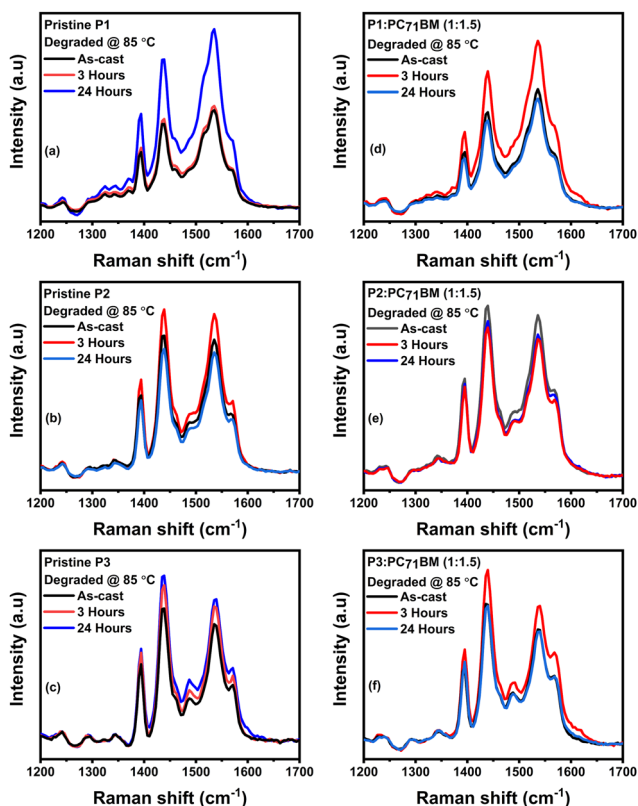 Pristine P1
Degraded @ 85 °C
As-cast
3 Hours
24 Hours
(a)
Intensity (a.u)
1200 1300 1400 1500 1600 1700
Raman shift (cm-1)
P1:PC71BM (1:1.5)
Degraded @ 85 °C
As-cast
3 Hours
24 Hours
(d)
Intensity (a.u)
1200 1300 1400 1500 1600 1700
Raman shift (cm-1)
Pristine P2
Degraded @ 85 °C
As-cast
3 Hours
24 Hours
(b)
Intensity (a.u)
1200 1300 1400 1500 1600 1700
Raman shift (cm-1)
P2:PC71BM (1:1.5)
Degraded @ 85 °C
As-cast
24 Hours
3 Hours
(e)
Intensity (a.u)
1200 1300 1400 1500 1600 1700
Raman shift (cm-1)
Pristine P3
Degraded @ 85 °C
As-cast
3 Hours
24 Hours
(c)
Intensity (a.u)
1200 1300 1400 1500 1600 1700
Raman shift (cm-1)
P3:PC71BM (1:1.5)
Degraded @ 85 °C
As-cast
3 Hours
24 Hours
(f)
Intensity (a.u)
1200 1300 1400 1500 1600 1700
Raman shift (cm-1)